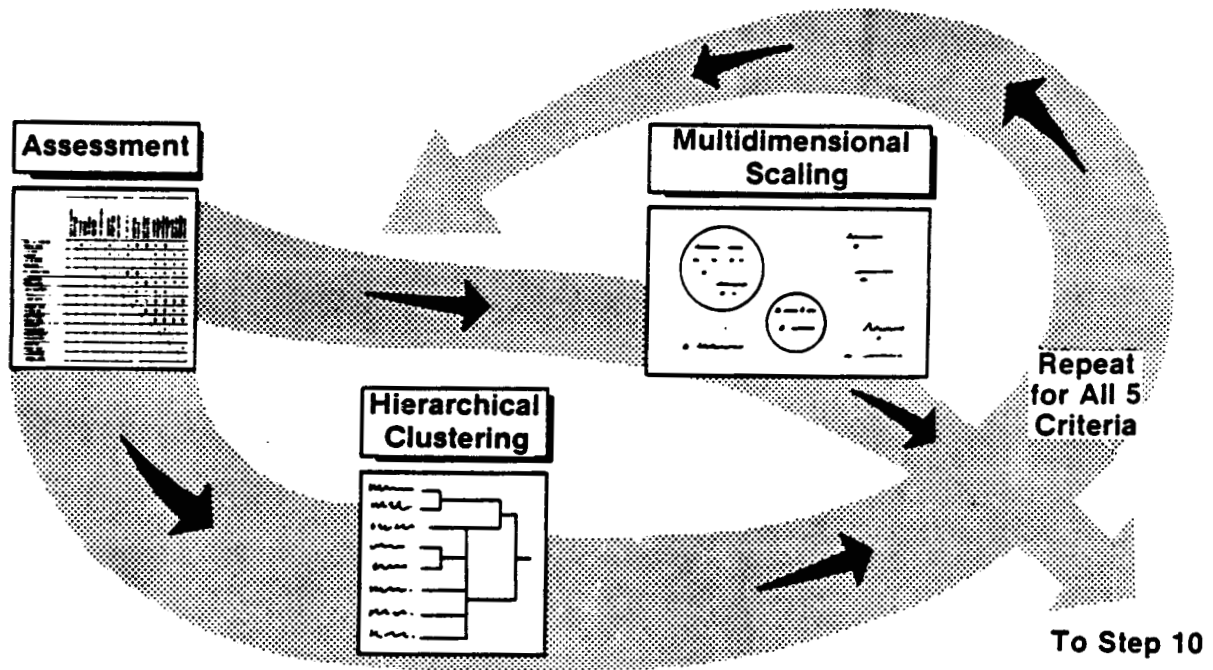 Assessment
Multidimensional
Scaling
Hierarchical
Clustering
Repeat
for All 5
Criteria
To Step 10